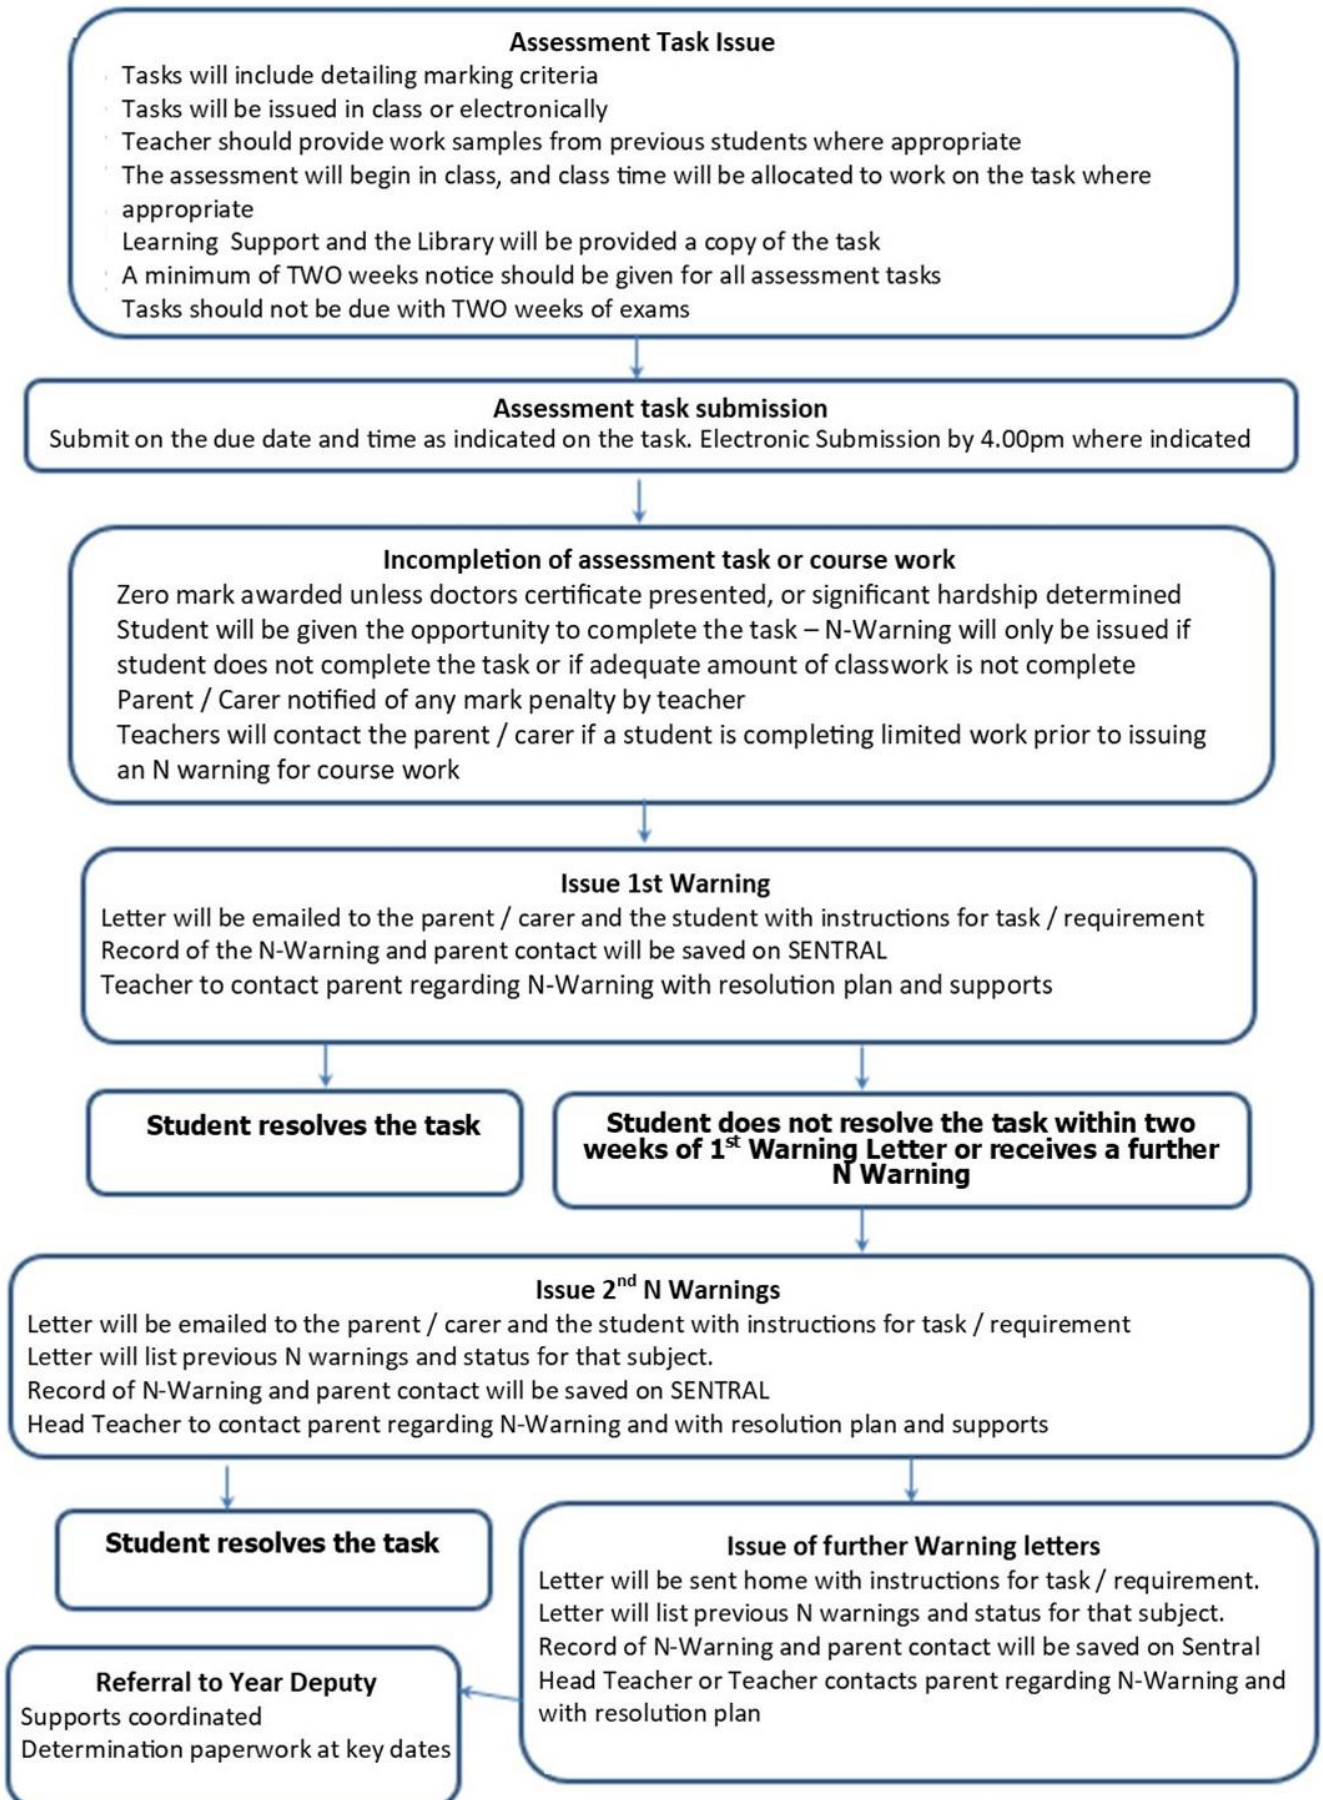 Assessment Task Issue
Tasks will include detailing marking criteria
Tasks will be issued in class or electronically
Teacher should provide work samples from previous students where appropriate
The assessment will begin in class, and class time will be allocated to work on the task where
appropriate
Learning Support and the Library will be provided a copy of the task
A minimum of TWO weeks notice should be given for all assessment tasks
Tasks should not be due with TWO weeks of exams
Assessment task submission
Submit on the due date and time as indicated on the task. Electronic Submission by 4.00pm where indicated
Incompletion of assessment task or course work
Zero mark awarded unless doctors certificate presented, or significant hardship determined
Student will be given the opportunity to complete the task – N-Warning will only be issued if
student does not complete the task or if adequate amount of classwork is not complete
Parent / Carer notified of any mark penalty by teacher
Teachers will contact the parent / carer if a student is completing limited work prior to issuing
an N warning for course work
Issue 1st Warning
Letter will be emailed to the parent / carer and the student with instructions for task / requirement
Record of the N-Warning and parent contact will be saved on SENTRAL
Teacher to contact parent regarding N-Warning with resolution plan and supports
Student resolves the task
Student does not resolve the task within two
weeks of 1st Warning Letter or receives a further
N Warning
Issue 2nd N Warnings
Letter will be emailed to the parent / carer and the student with instructions for task / requirement
Letter will list previous N warnings and status for that subject.
Record of N-Warning and parent contact will be saved on SENTRAL
Head Teacher to contact parent regarding N-Warning and with resolution plan and supports
Student resolves the task
Issue of further Warning letters
Letter will be sent home with instructions for task / requirement.
Letter will list previous N warnings and status for that subject.
Record of N-Warning and parent contact will be saved on Sentral
Head Teacher or Teacher contacts parent regarding N-Warning and
with resolution plan
Referral to Year Deputy
Supports coordinated
Determination paperwork at key dates